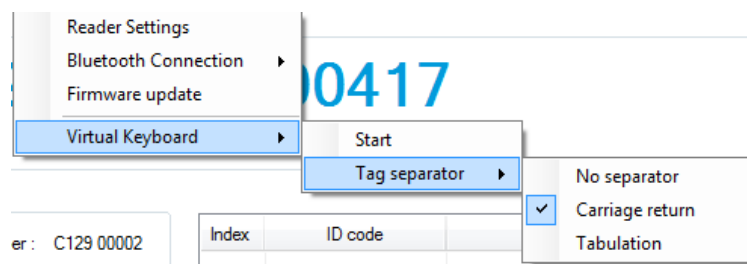 Reader Settings
Bluetooth Connection
Firmware update
00417
Virtual Keyboard
Start
Tag separator
No separator
Carriage return
Tabulation
er : C129 00002
Index ID code